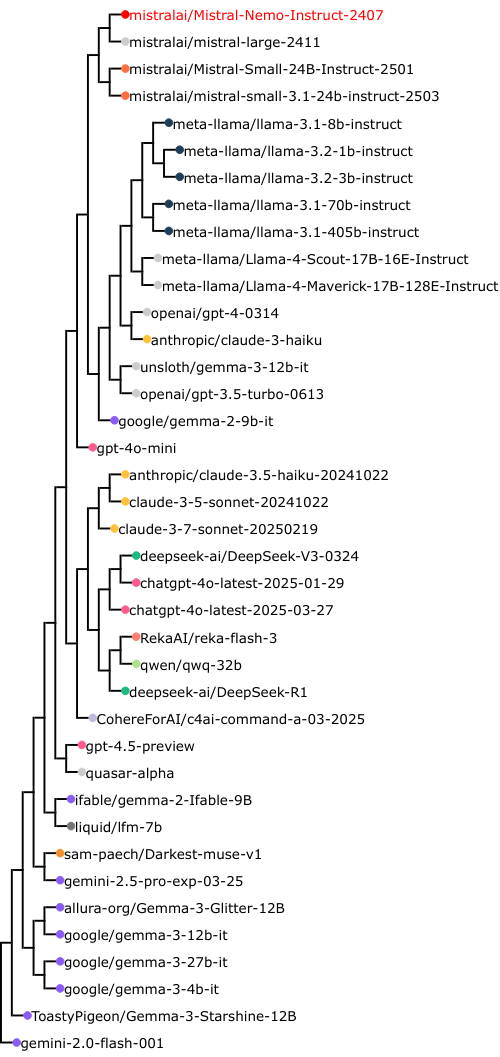 mistralai/Mistral-Nemo-Instruct-2407
mistralai/mistral-large-2411
mistralai/Mistral-Small-24B-Instruct-2501
mistralai/mistral-small-3.1-24b-instruct-2503
meta-llama/llama-3.1-8b-instruct
meta-llama/llama-3.2-1b-instruct
meta-llama/llama-3.2-3b-instruct
meta-llama/llama-3.1-70b-instruct
meta-llama/llama-3.1-405b-instruct
meta-llama/Llama-4-Scout-17B-16E-Instruct
meta-llama/Llama-4-Maverick-17B-128E-Instruct
openai/gpt-4-0314
anthropic/claude-3-haiku
unsloth/gemma-3-12b-it
openai/gpt-3.5-turbo-0613
google/gemma-2-9b-it
gpt-4o-mini
anthropic/claude-3.5-haiku-20241022
claude-3-5-sonnet-20241022
claude-3-7-sonnet-20250219
deepseek-ai/DeepSeek-V3-0324
chatgpt-4o-latest-2025-01-29
chatgpt-4o-latest-2025-03-27
RekaAI/reka-flash-3
qwen/qwq-32b
deepseek-ai/DeepSeek-R1
CohereForAI/c4ai-command-a-03-2025
gpt-4.5-preview
quasar-alpha
ifable/gemma-2-Ifable-9B
liquid/lfm-7b
sam-paech/Darkest-muse-v1
gemini-2.5-pro-exp-03-25
allura-org/Gemma-3-Glitter-12B
google/gemma-3-12b-it
google/gemma-3-27b-it
google/gemma-3-4b-it
ToastyPigeon/Gemma-3-Starshine-12B
gemini-2.0-flash-001